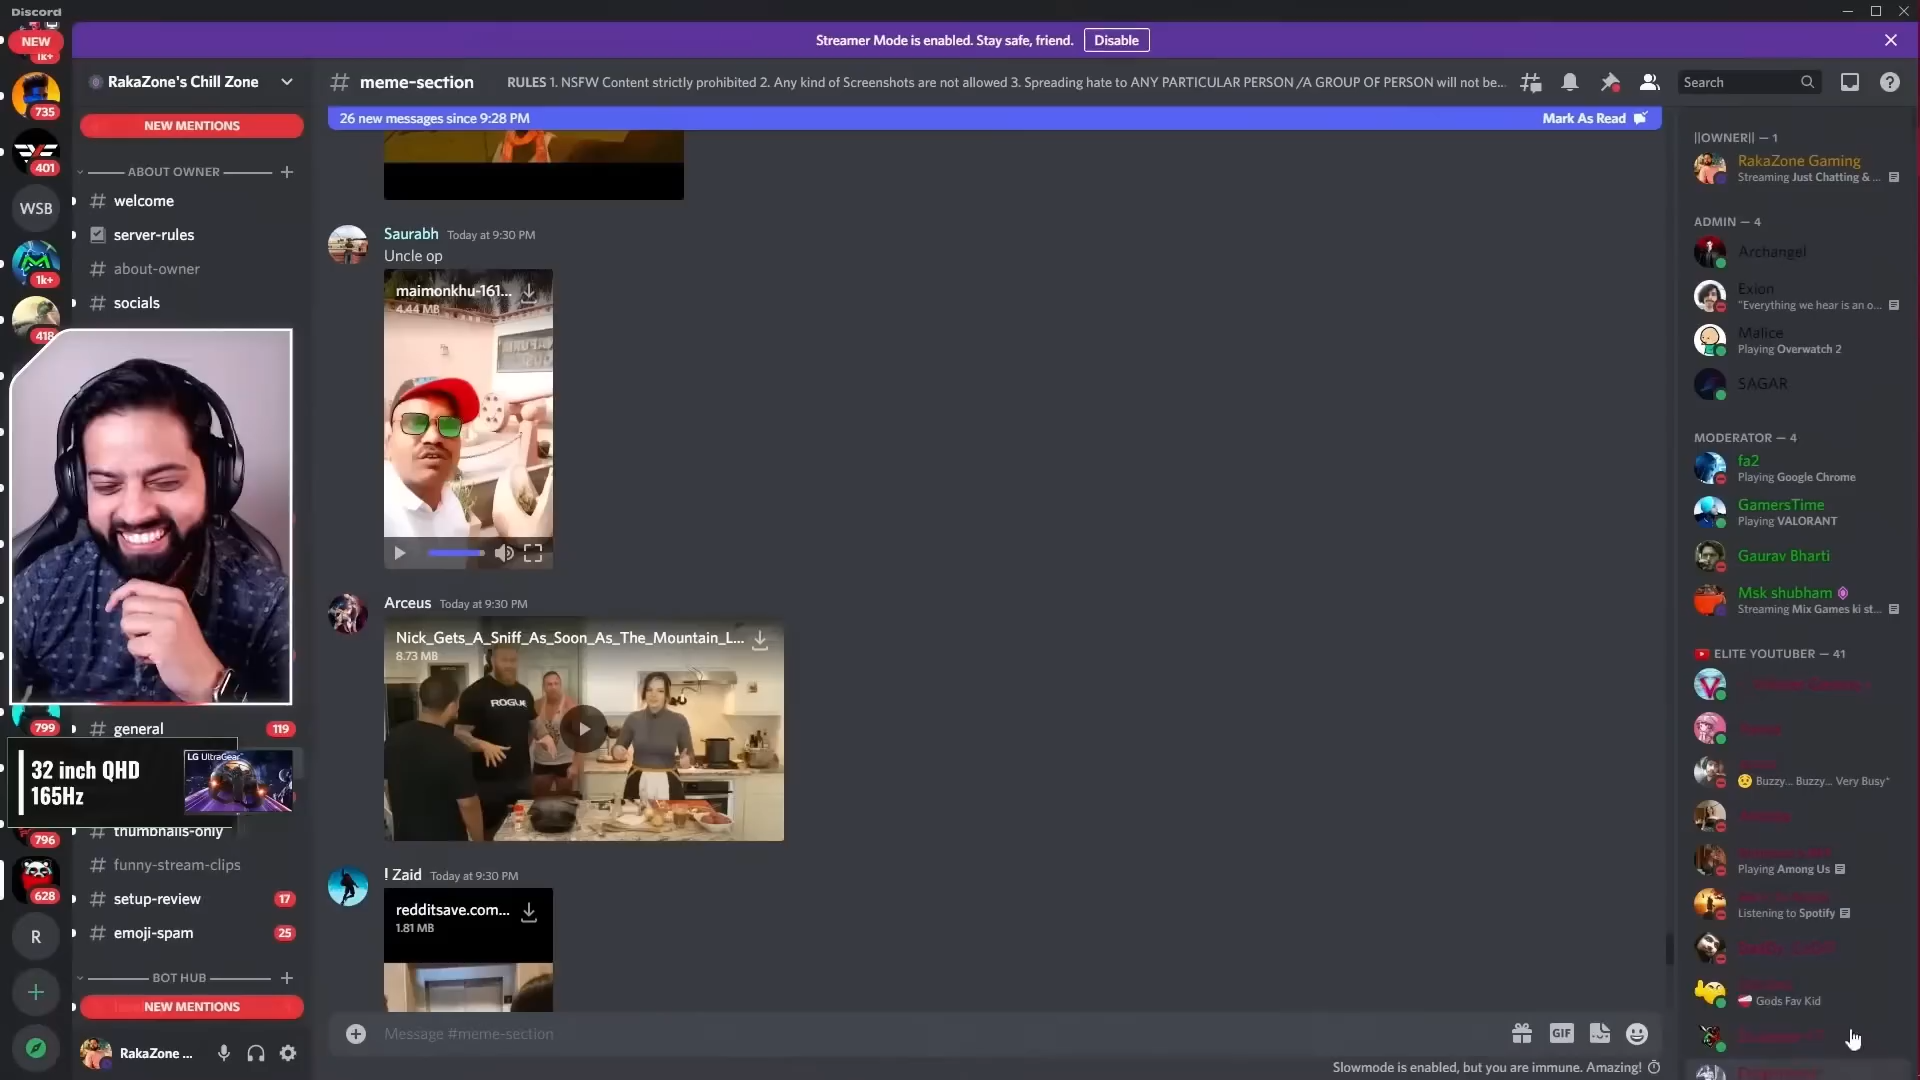 Discord
NEW
1k+
735
401
WSB
1k+
418
799
796
628
R
Streamer Mode is enabled. Stay safe, friend.
Disable
RakaZone's Chill Zone
NEW MENTIONS
ABOUT OWNER
welcome
server-rules
about-owner
socials
general
119
32 inch QHD
165Hz
LG UltraGear
thumbnails-only
funny-stream-clips
setup-review
17
emoji-spam
25
BOT HUB
NEW MENTIONS
RakaZone ...
# meme-section
RULES 1. NSFW Content strictly prohibited 2. Any kind of Screenshots are not allowed 3. Spreading hate to ANY PARTICULAR PERSON /A GROUP OF PERSON will not be...
Search
26 new messages since 9:28 PM
Mark As Read
Saurabh Today at 9:30 PM
Uncle op
maimonkhu-161...
4.44 MB
Arceus Today at 9:30 PM
Nick_Gets_A_Sniff_As_Soon_As_The_Mountain_L...
8.73 MB
ROGUE
! Zaid Today at 9:30 PM
redditsave.com...
1.81 MB
Message #meme-section
GIF
Slowmode is enabled, but you are immune. Amazing!
||OWNER|| — 1
RakaZone Gaming
Streaming Just Chatting & ...
ADMIN — 4
Archangel
Exion
"Everything we hear is an o...
Malice
Playing Overwatch 2
SAGAR
MODERATOR — 4
fa2
Playing Google Chrome
GamersTime
Playing VALORANT
Gaurav Bharti
Msk shubham
Streaming Mix Games ki st...
ELITE YOUTUBER — 41
Buzzy... Buzzy... Very Busy*
Playing Among Us
Listening to Spotify
Gods Fav Kid